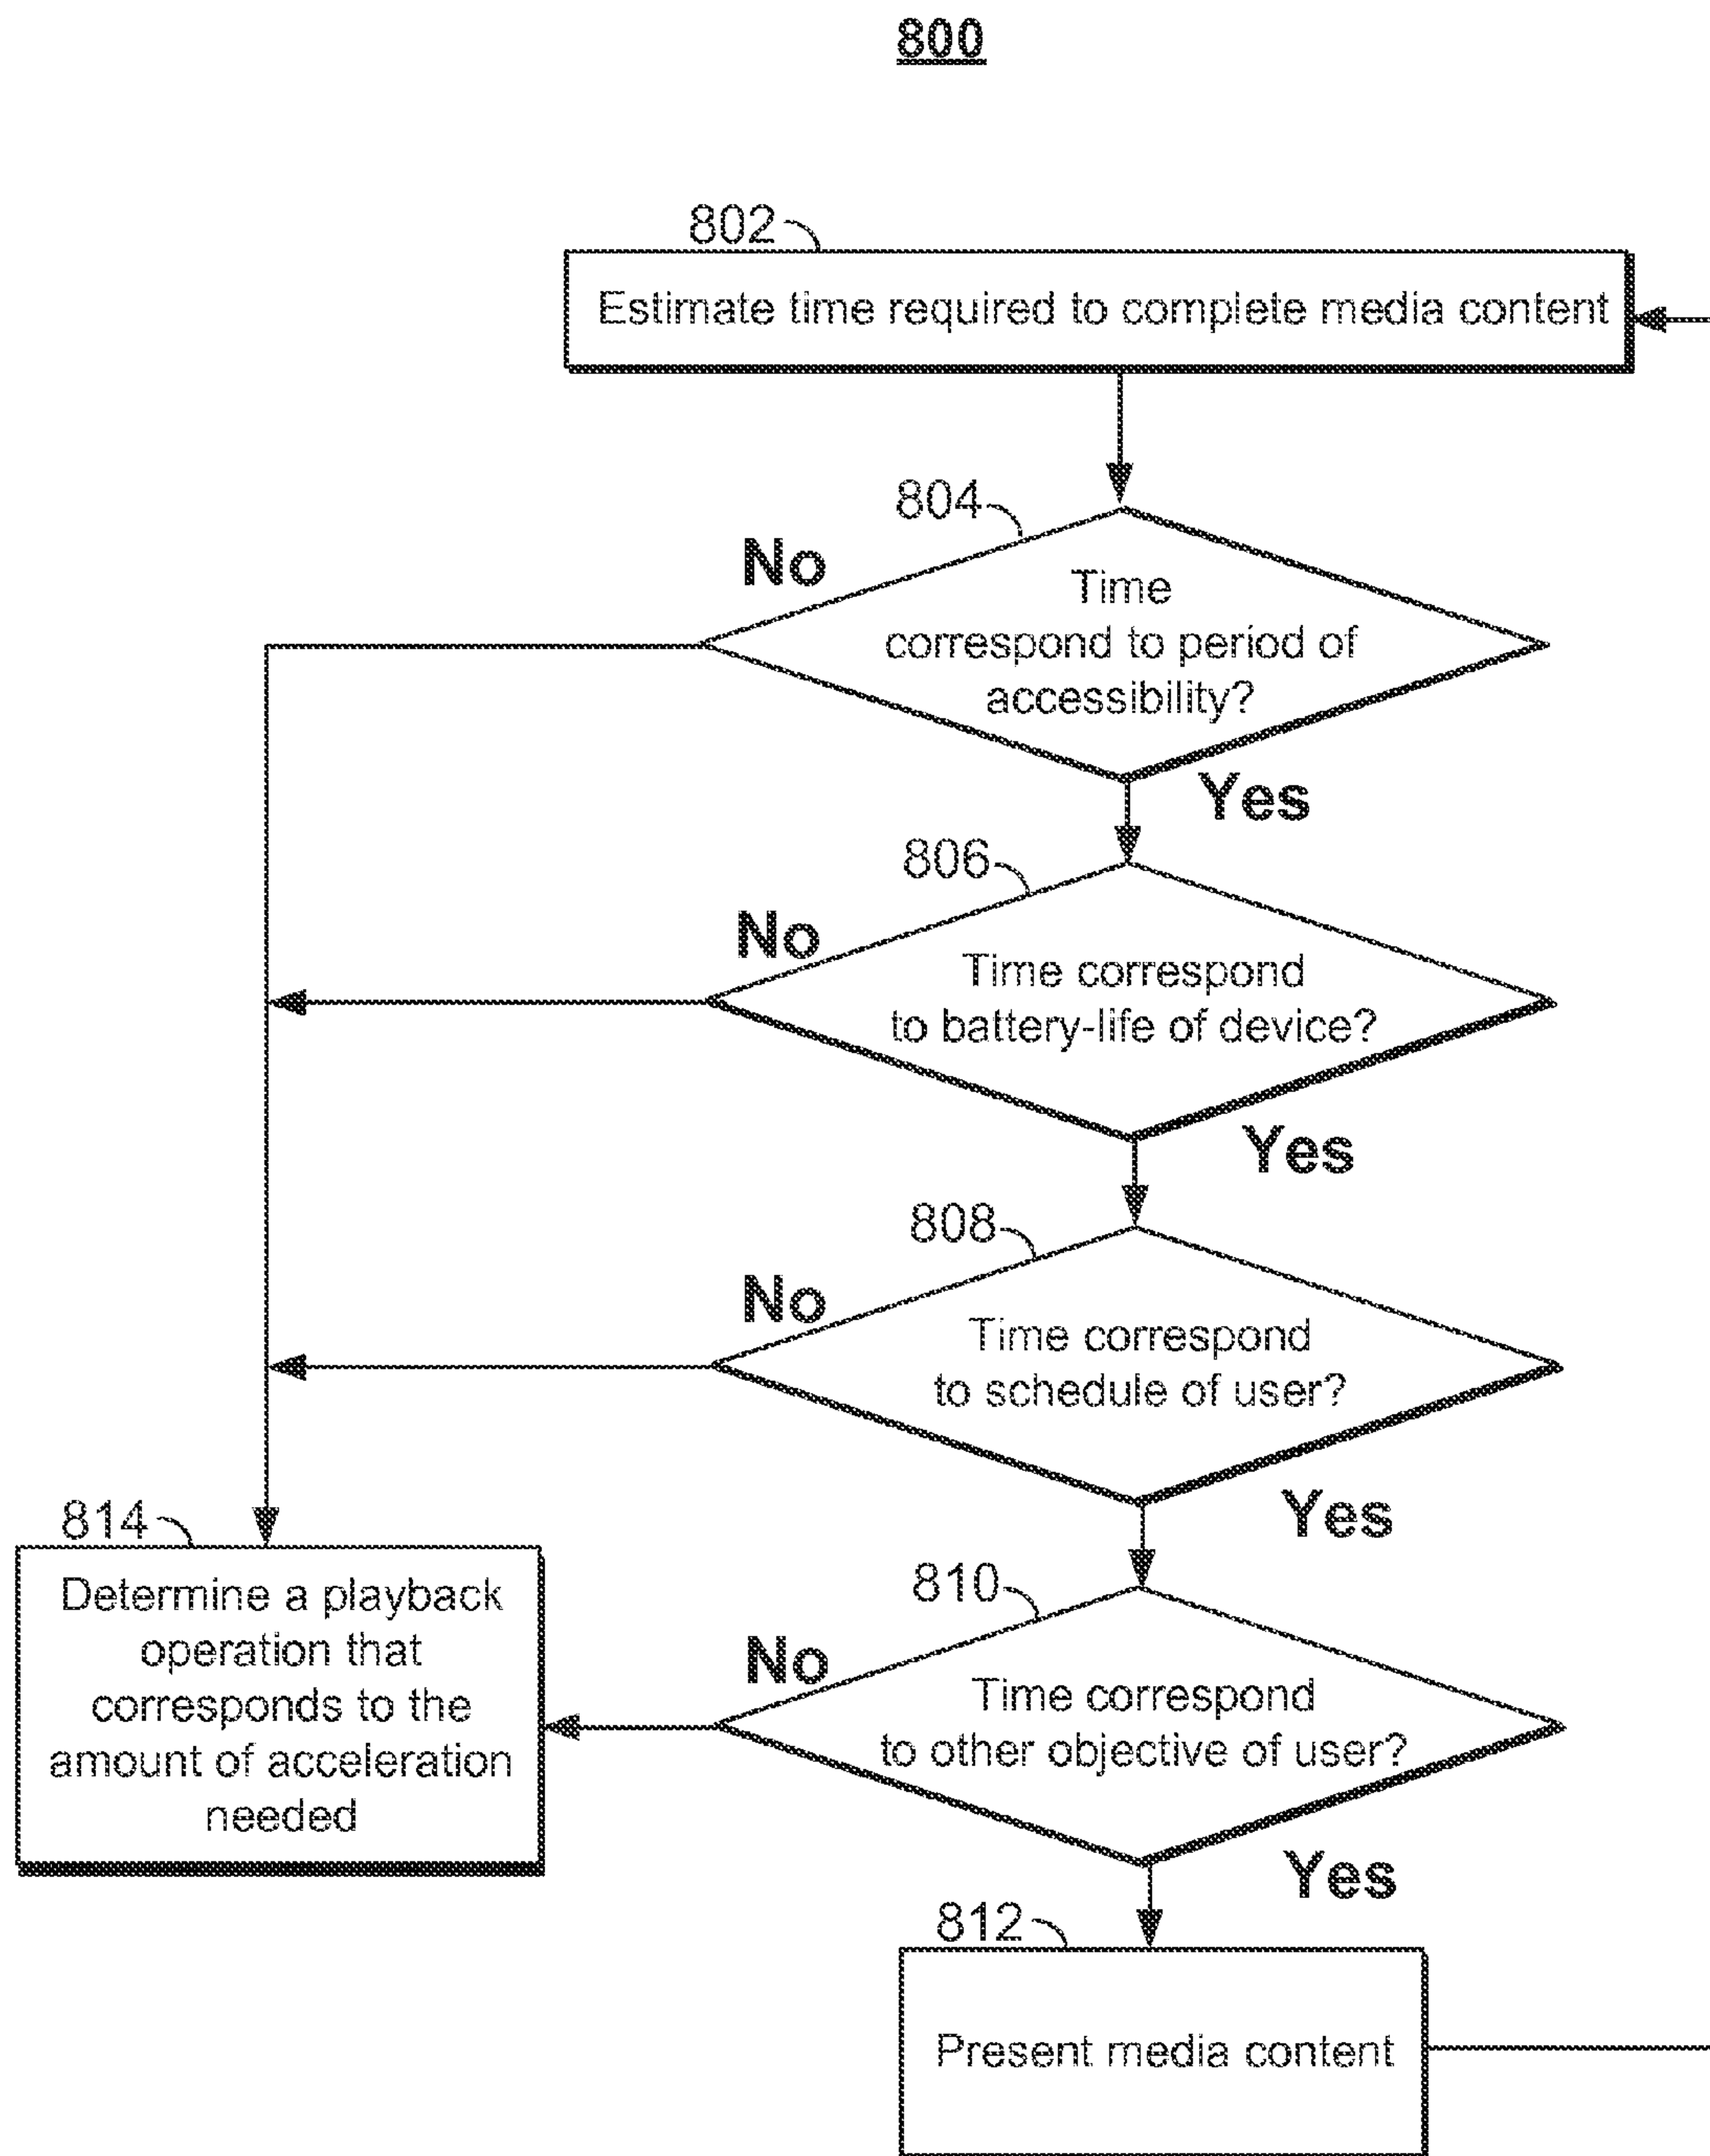 800
802
Estimate time required to complete media content
804
No
Time
correspond to period of
accessibility?
Yes
806
No
Time correspond
to battery-life of device?
Yes
808
No
Time correspond
to schedule of user?
Yes
814
Determine a playback
operation that
corresponds to the
amount of acceleration
needed
810
No
Time correspond
to other objective of user?
Yes
812
Present media content